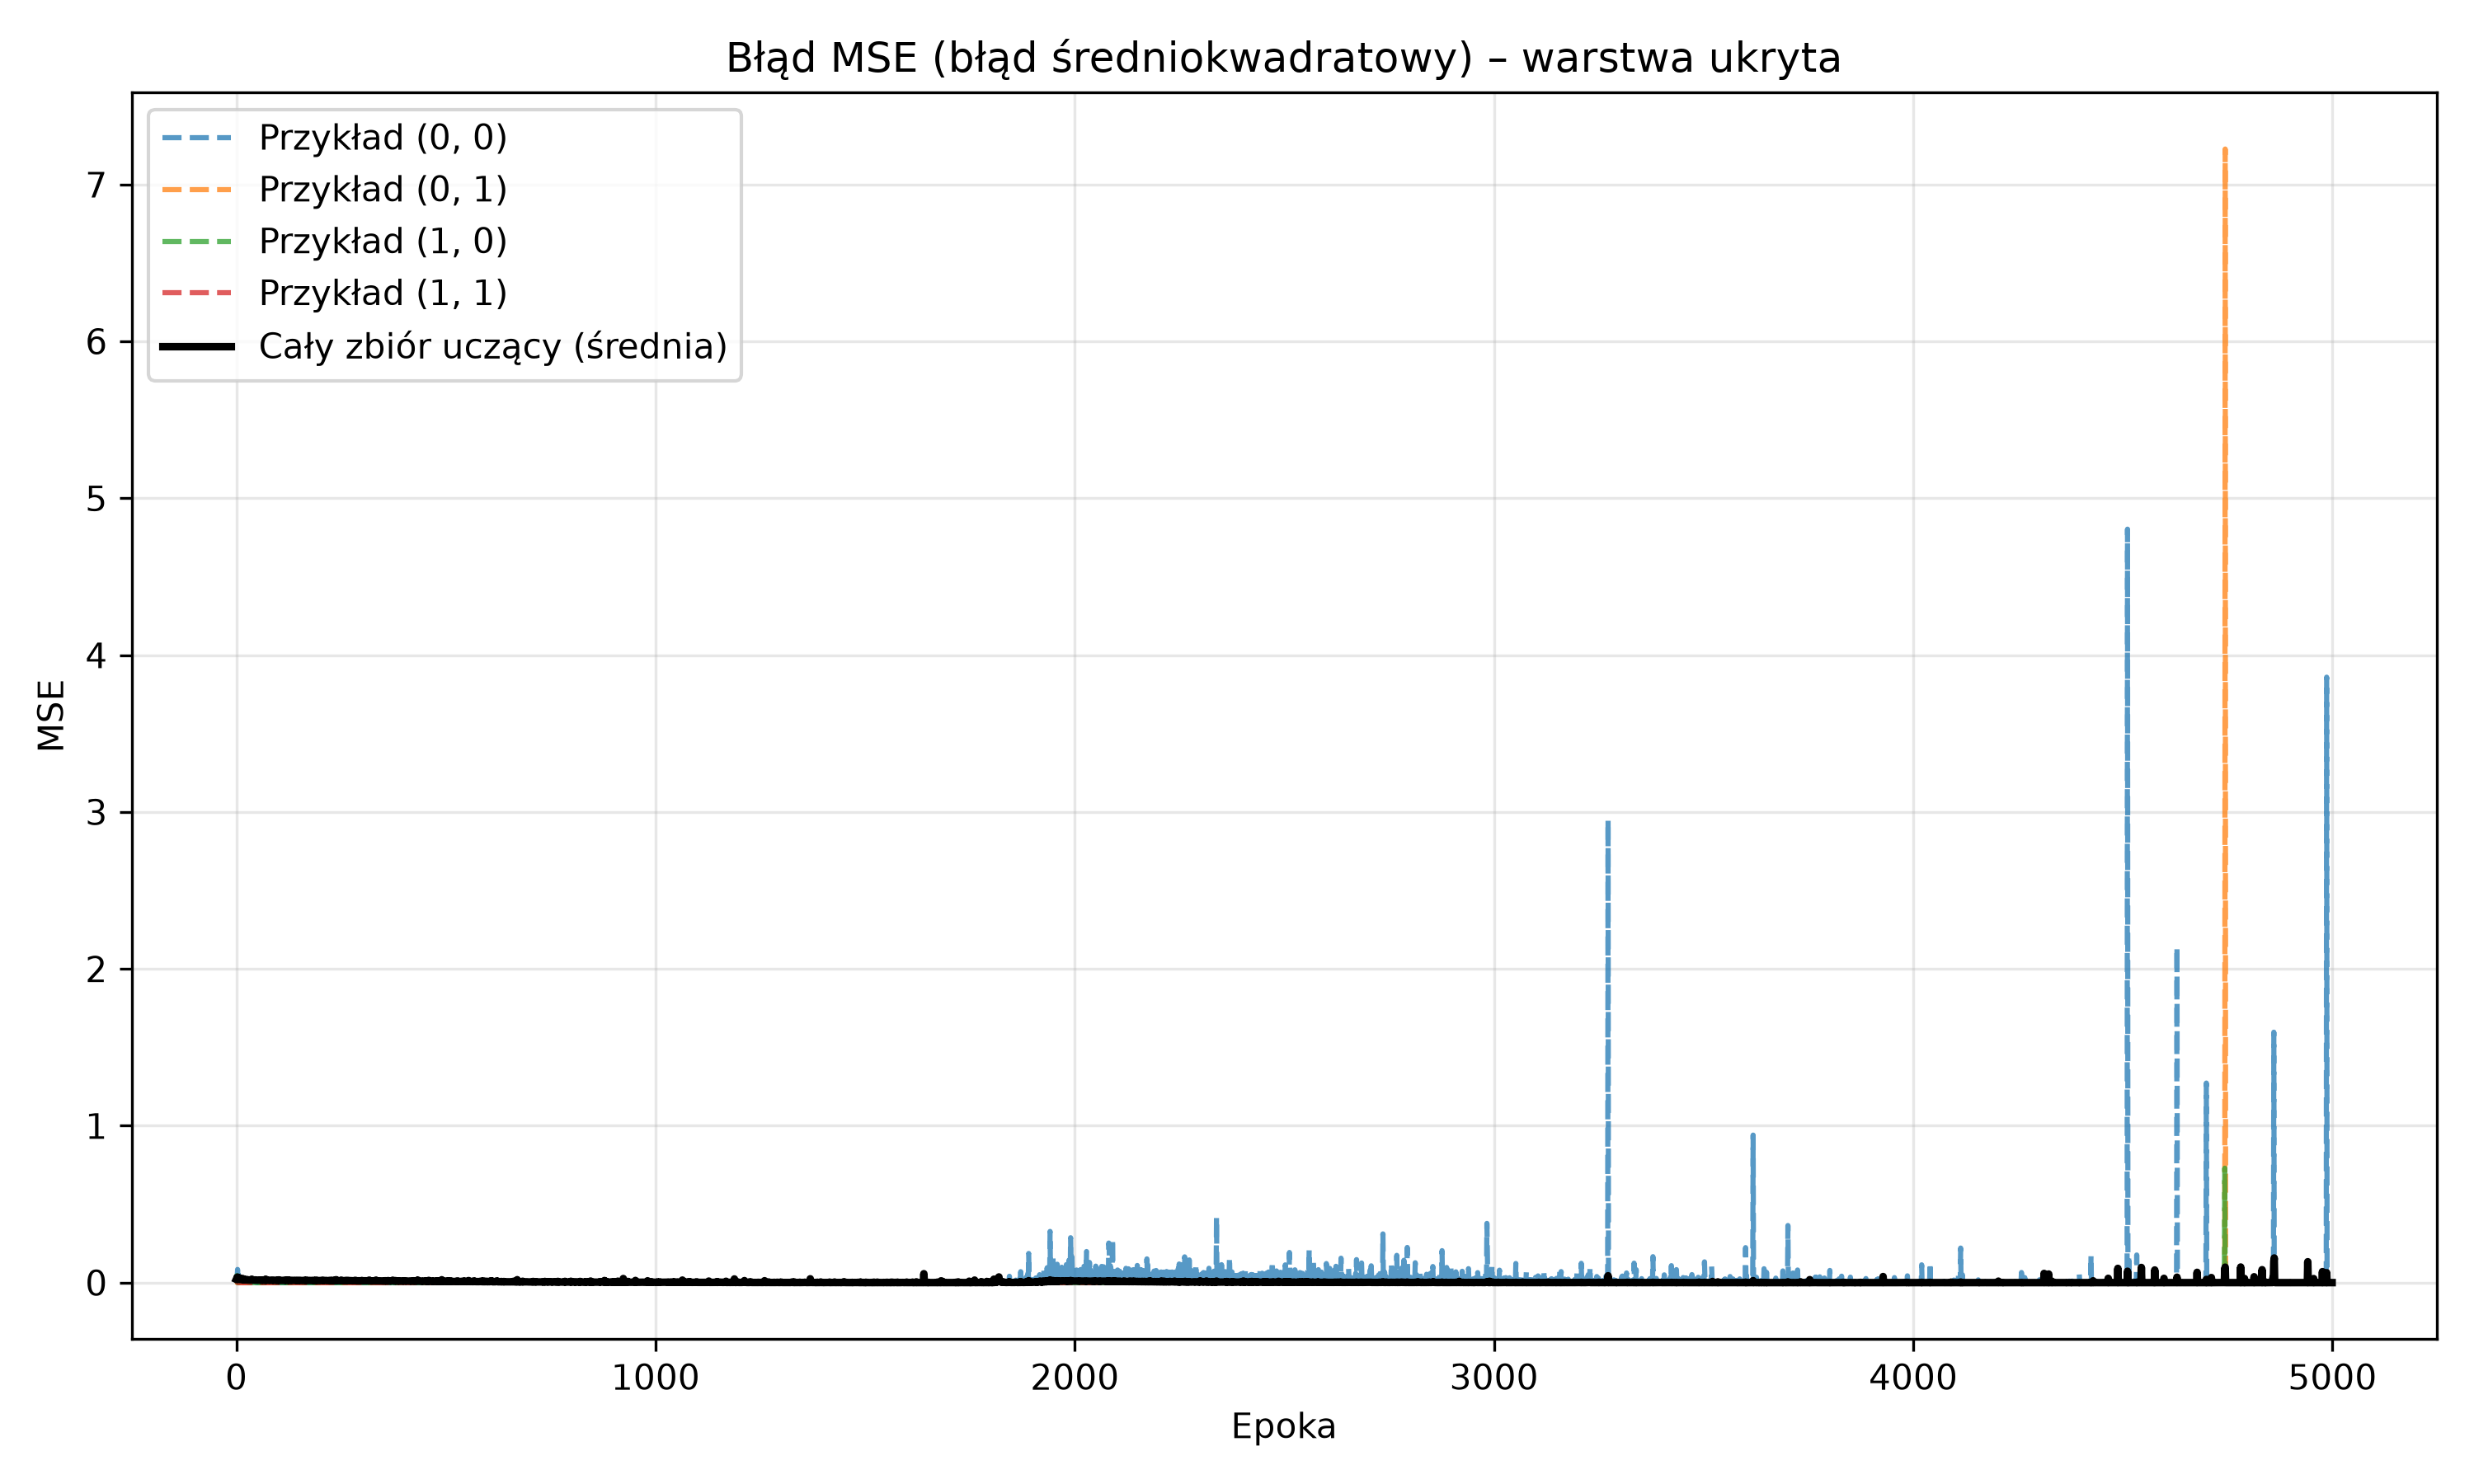 Błąd MSE (błąd średniokwadratowy) – warstwa ukryta
Przykład (0, 0)
Przykład (0, 1)
Przykład (1, 0)
Przykład (1, 1)
Cały zbiór uczący (średnia)
7
6
5
4
3
2
1
0
MSE
0 1000 2000 3000 4000 5000
Epoka